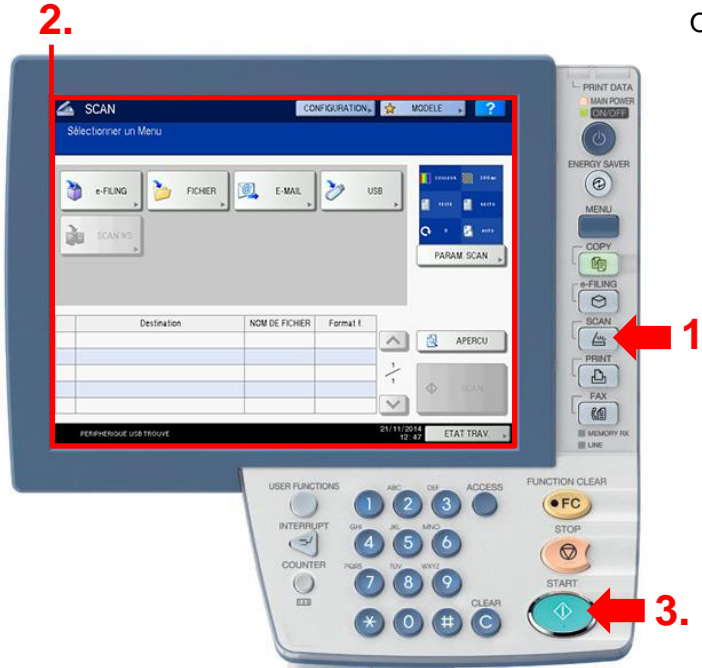 2.
C
PRINT DATA
MAIN POWER
ON/OFF
SCAN
CONFIGURATION
MODELE
?
Sélectionner un Menu
ENERGY SAVER
e-FILING
FICHIER
E-MAIL
USB
MENU
SCAN WS
COPY
PARAM. SCAN
e-FILING
Destination
NOM DE FICHIER
Format f.
SCAN
1
APERCU
1
1
PRINT
SCAN
FAX
PERIPHERIQUE USB TROUVE
21/11/2014
12:47
ETAT TRAV.
MEMORY RX
LINE
USER FUNCTIONS
ABC
DEF
ACCESS
FUNCTION CLEAR
1
2
3
FC
INTERRUPT
GHI
JKL
MNO
STOP
4
5
6
COUNTER
PQRS
TUV
WXYZ
7
8
9
START
CLEAR
*
0
#
C
3.